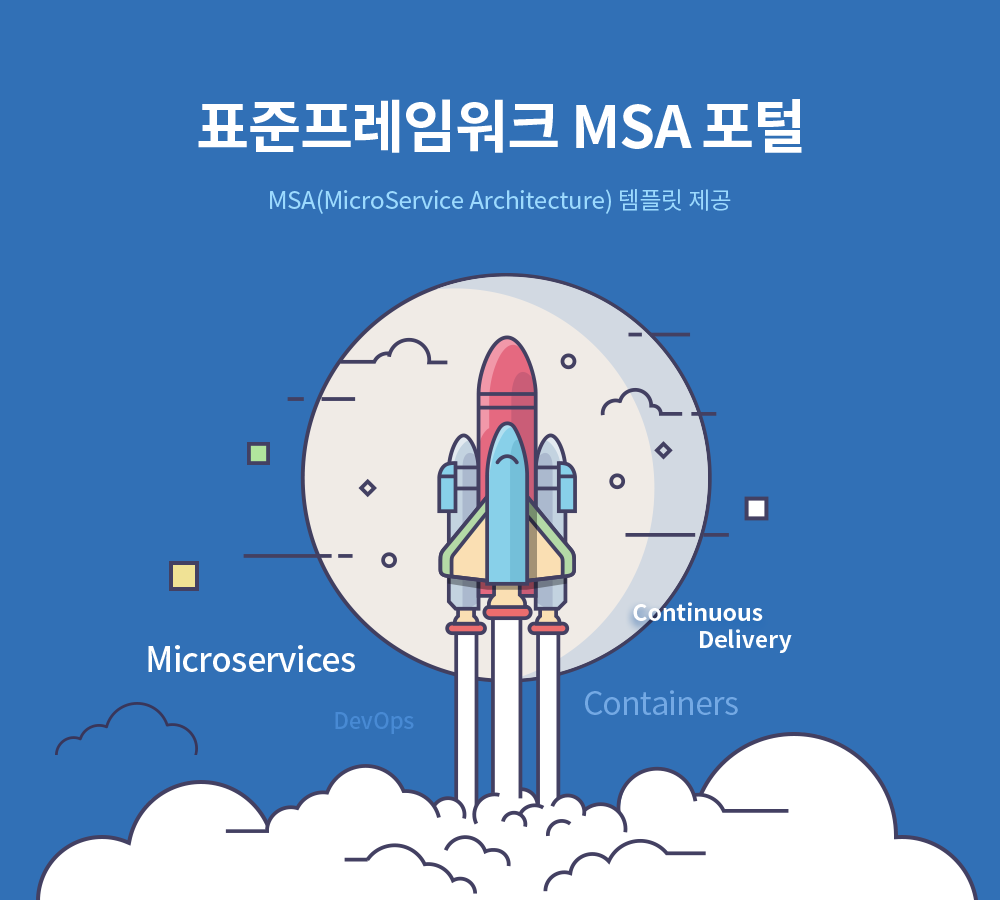 표준프레임워크 MSA 포털
MSA(MicroService Architecture) 템플릿 제공
Continuous
Delivery
Microservices
Containers
DevOps